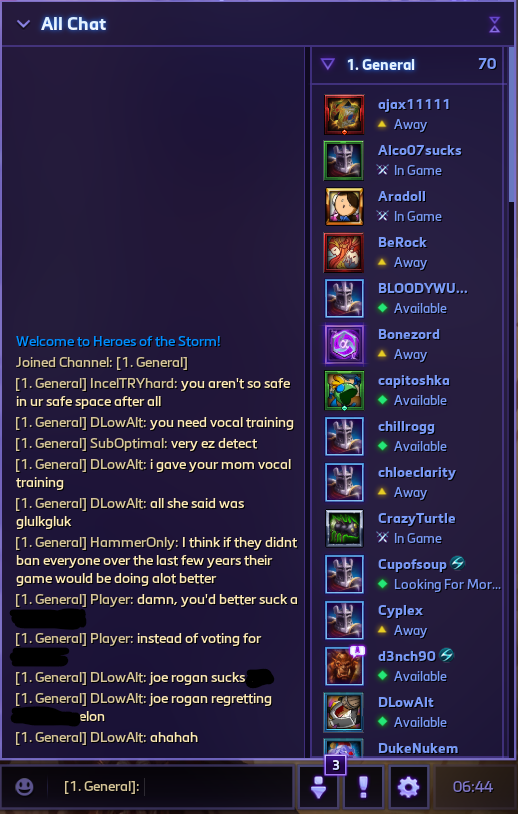 All Chat
Welcome to Heroes of the Storm!
Joined Channel: [1. General]
[1. General] IncelTRYhard: you aren't so safe
in ur safe space after all
[1. General] DLowAlt: you need vocal training
[1. General] SubOptimal: very ez detect
[1. General] DLowAlt: i gave your mom vocal
training
[1. General] DLowAlt: all she said was
glulkgluk
[1. General] HammerOnly: I think if they didnt
ban everyone over the last few years their
game would be doing alot better
[1. General] Player: damn, you'd better suck a
[1. General] Player: instead of voting for
[1. General] DLowAlt: joe rogan sucks
[1. General] DLowAlt: joe rogan regretting
elon
[1. General] DLowAlt: ahahah
[1. General]:
1. General 70
ajax11111
Away
Alco07sucks
In Game
Aradoll
In Game
BeRock
Away
BLOODYWU...
Available
Bonezord
Away
capitoshka
Available
chillrogg
Available
chloeclarity
Away
CrazyTurtle
In Game
Cupofsoup
Looking For Mor...
Cyplex
Away
d3nch90
Available
DLowAlt
Available
DukeNukem
3
06:44